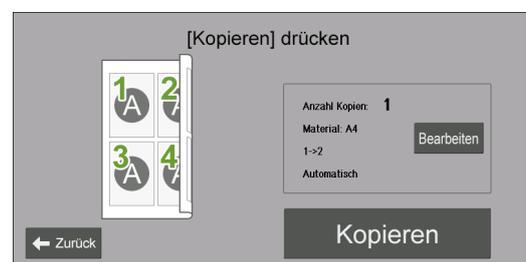 [Kopieren] drücken
1 2
A A
3 4
A A
Anzahl Kopien: 1
Material: A4
1->2
Automatisch
Bearbeiten
Zurück
Kopieren